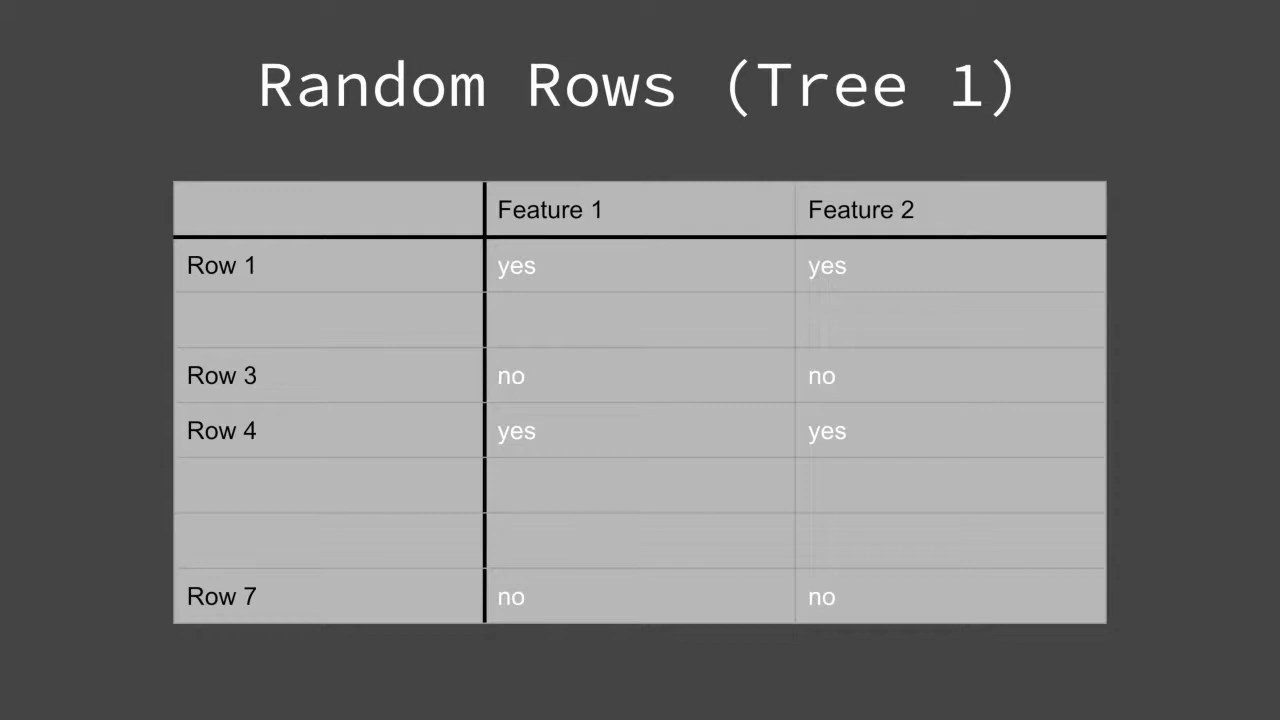 Random Rows (Tree 1)
Feature 1 Feature 2
Row 1 yes yes
Row 3 no no
Row 4 yes yes
Row 7 no no